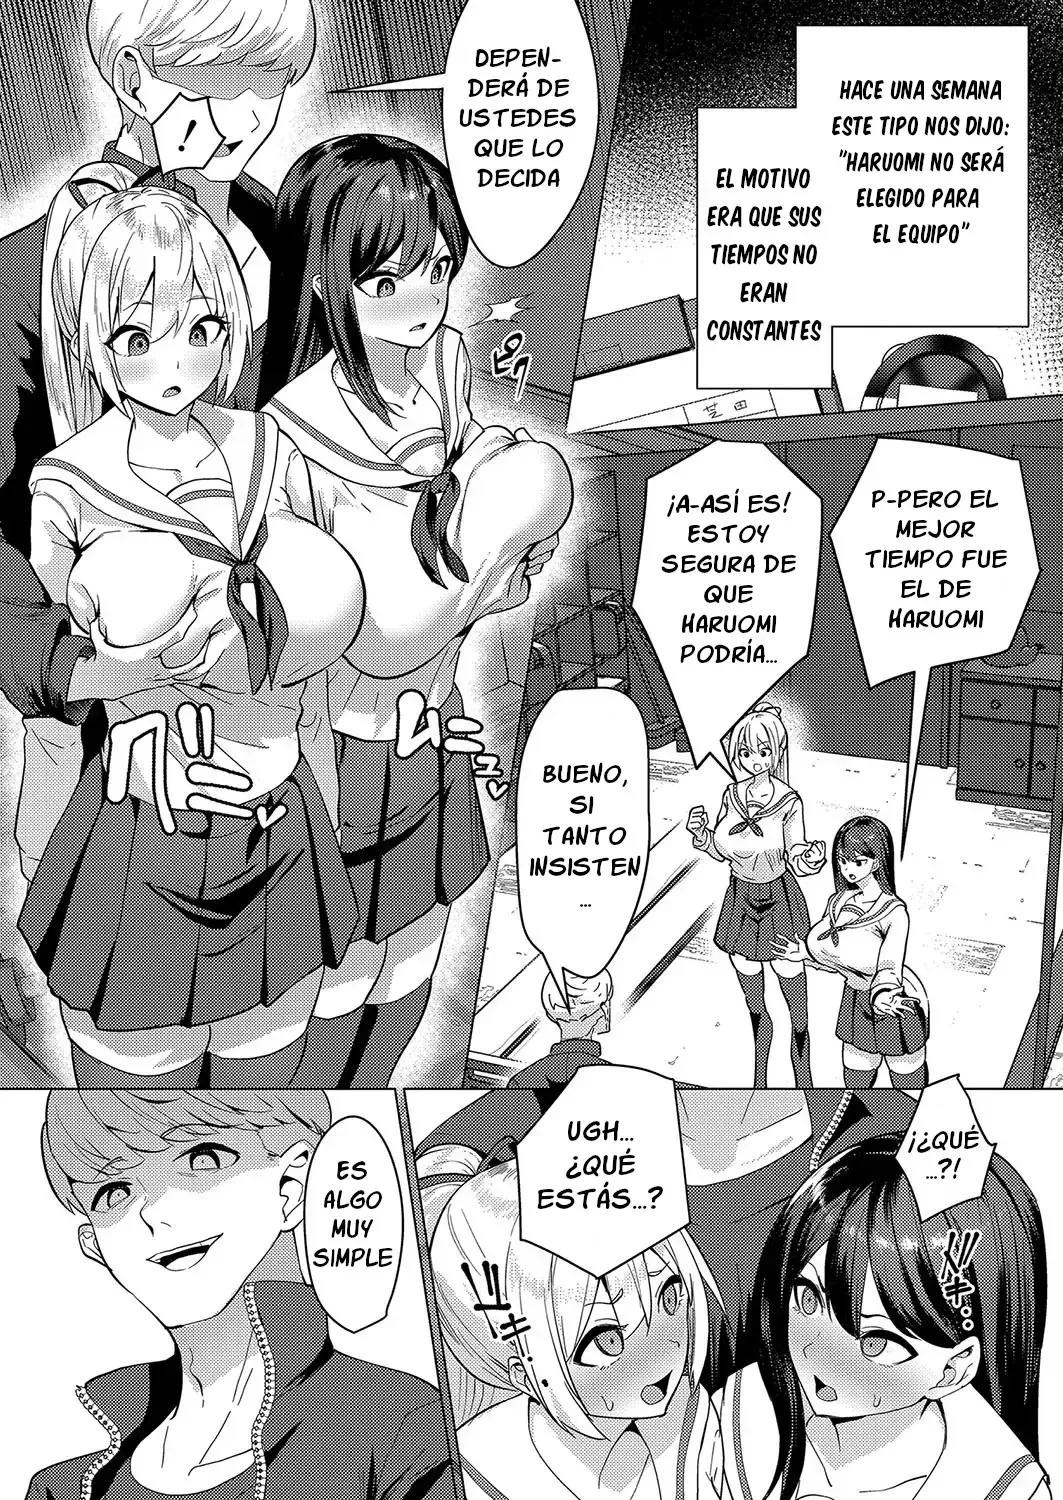 HACE UNA SEMANA
ESTE TIPO NOS DIJO:
"HARUOMI NO SERÁ
ELEGIDO PARA
EL EQUIPO"
EL MOTIVO
ERA QUE SUS
TIEMPOS NO
ERAN
CONSTANTES
P-PERO EL
MEJOR
TIEMPO FUE
EL DE
HARUOMI
¡A-ASÍ ES!
ESTOY
SEGURA DE
QUE
HARUOMI
PODRÍA...
BUENO,
SI
TANTO
INSISTEN
...
DEPEN-
DERÁ DE
USTEDES
QUE LO
DECIDA
!
ES
ALGO
MUY
SIMPLE
UGH...
¿QUÉ
ESTÁS...?
¡¿QUÉ
...?!